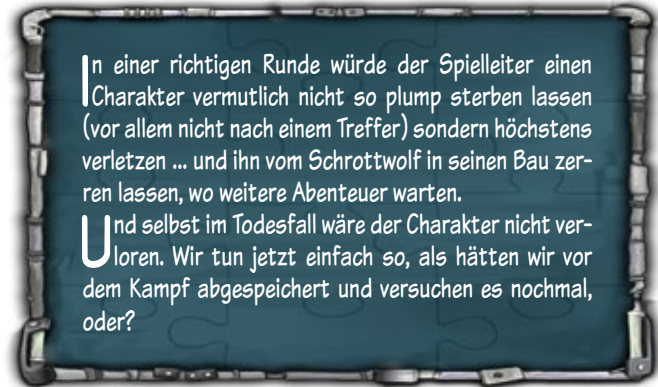 In einer richtigen Runde würde der Spielleiter einen
Charakter vermutlich nicht so plump sterben lassen
(vor allem nicht nach einem Treffer) sondern höchstens
verletzen ... und ihn vom Schrottwolf in seinen Bau zer-
ren lassen, wo weitere Abenteuer warten.
Und selbst im Todesfall wäre der Charakter nicht ver-
loren. Wir tun jetzt einfach so, als hätten wir vor
dem Kampf abgespeichert und versuchen es nochmal,
oder?